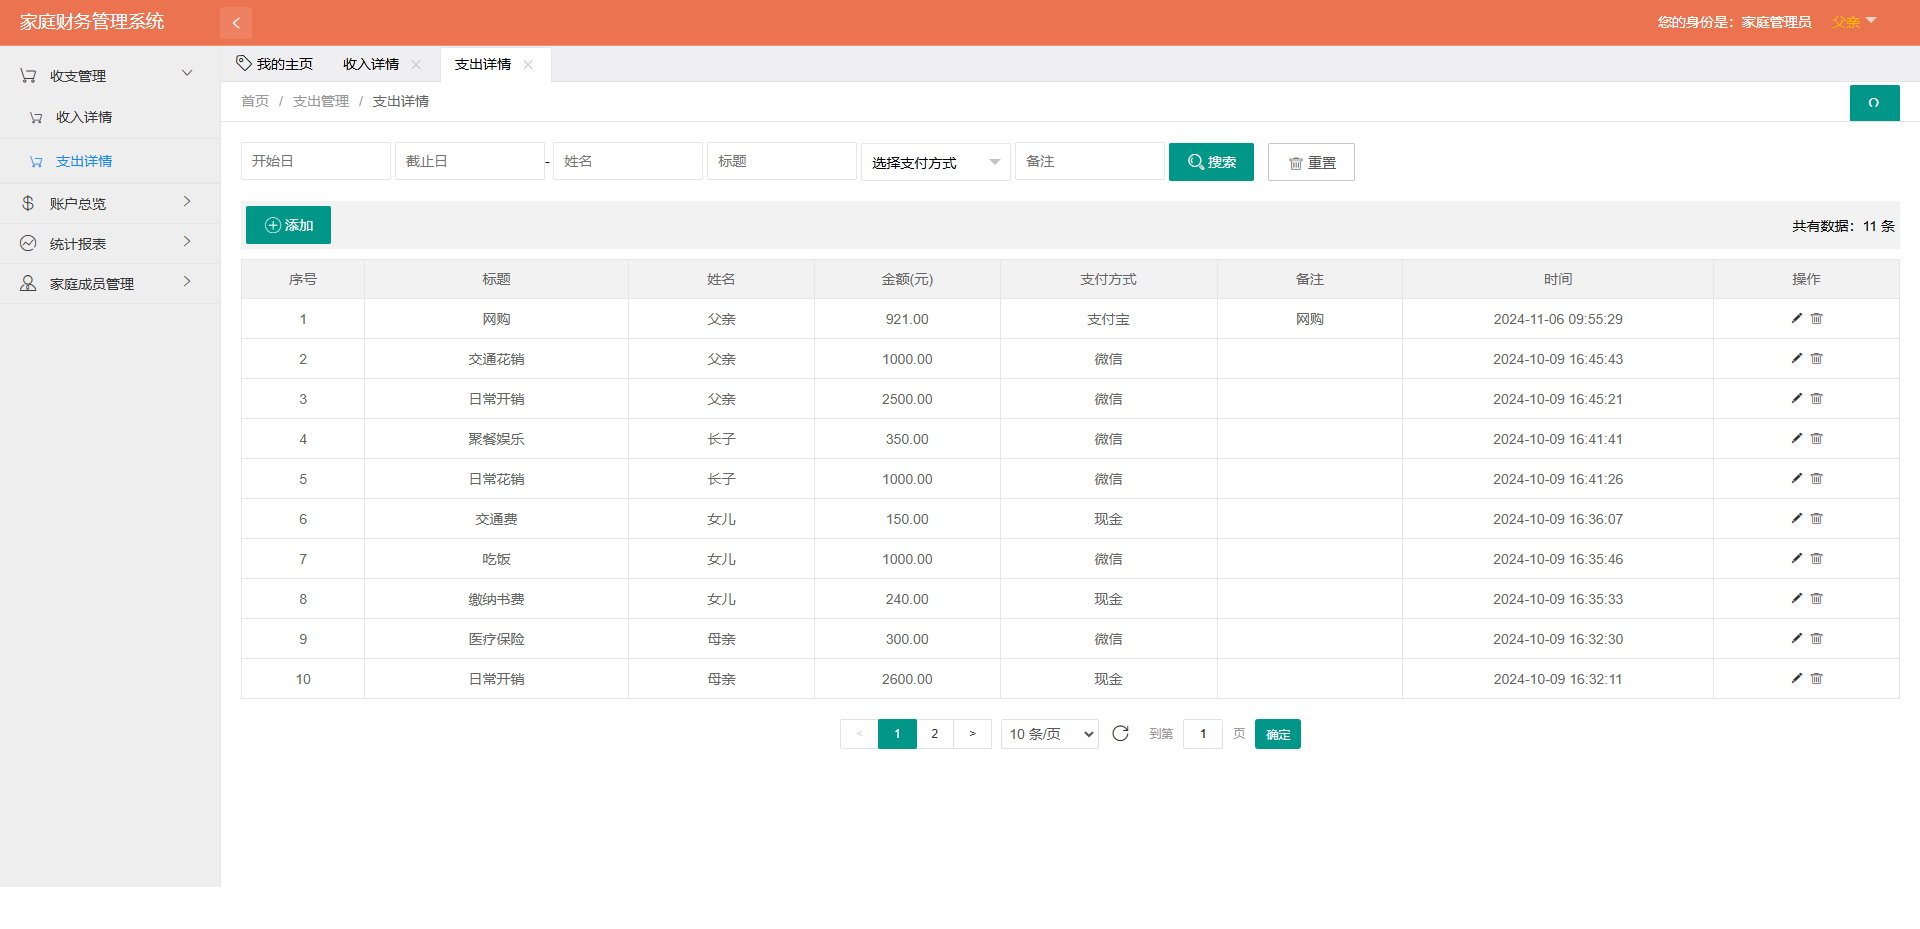 家庭财务管理系统
您的身份是：家庭管理员 父亲
收支管理
收入详情
支出详情
账户总览
统计报表
家庭成员管理
我的主页 收入详情 支出详情
首页 / 支出管理 / 支出详情
开始日 截止日 - 姓名 标题 选择支付方式 备注 搜索 重置
添加 共有数据：11 条
序号 标题 姓名 金额(元) 支付方式 备注 时间 操作
1 网购 父亲 921.00 支付宝 网购 2024-11-06 09:55:29
2 交通花销 父亲 1000.00 微信 2024-10-09 16:45:43
3 日常开销 父亲 2500.00 微信 2024-10-09 16:45:21
4 聚餐娱乐 长子 350.00 微信 2024-10-09 16:41:41
5 日常花销 长子 1000.00 微信 2024-10-09 16:41:26
6 交通费 女儿 150.00 现金 2024-10-09 16:36:07
7 吃饭 女儿 1000.00 微信 2024-10-09 16:35:46
8 缴纳书费 女儿 240.00 现金 2024-10-09 16:35:33
9 医疗保险 母亲 300.00 微信 2024-10-09 16:32:30
10 日常开销 母亲 2600.00 现金 2024-10-09 16:32:11
< 1 2 > 10 条/页 到第 1 页 确定